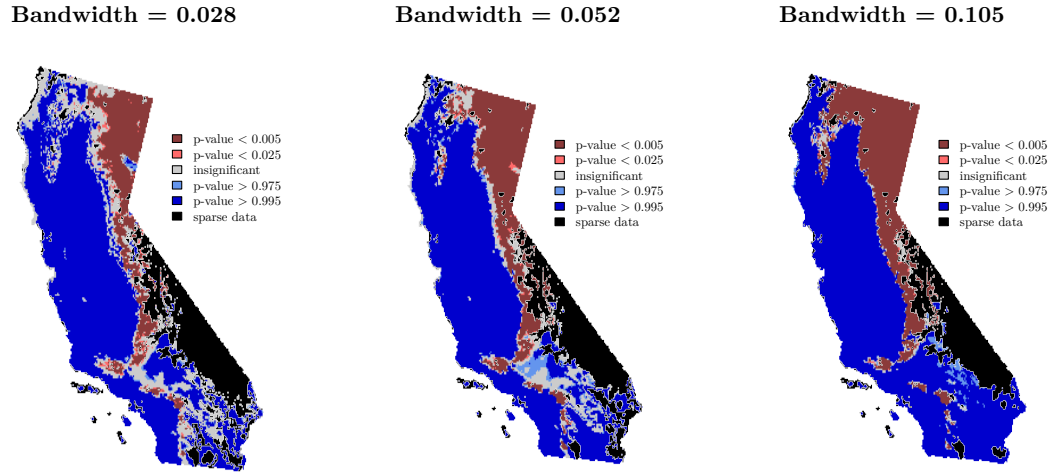 Bandwidth = 0.028
p-value < 0.005
p-value < 0.025
insignificant
p-value > 0.975
p-value > 0.995
sparse data
Bandwidth = 0.052
p-value < 0.005
p-value < 0.025
insignificant
p-value > 0.975
p-value > 0.995
sparse data
Bandwidth = 0.105
p-value < 0.005
p-value < 0.025
insignificant
p-value > 0.975
p-value > 0.995
sparse data